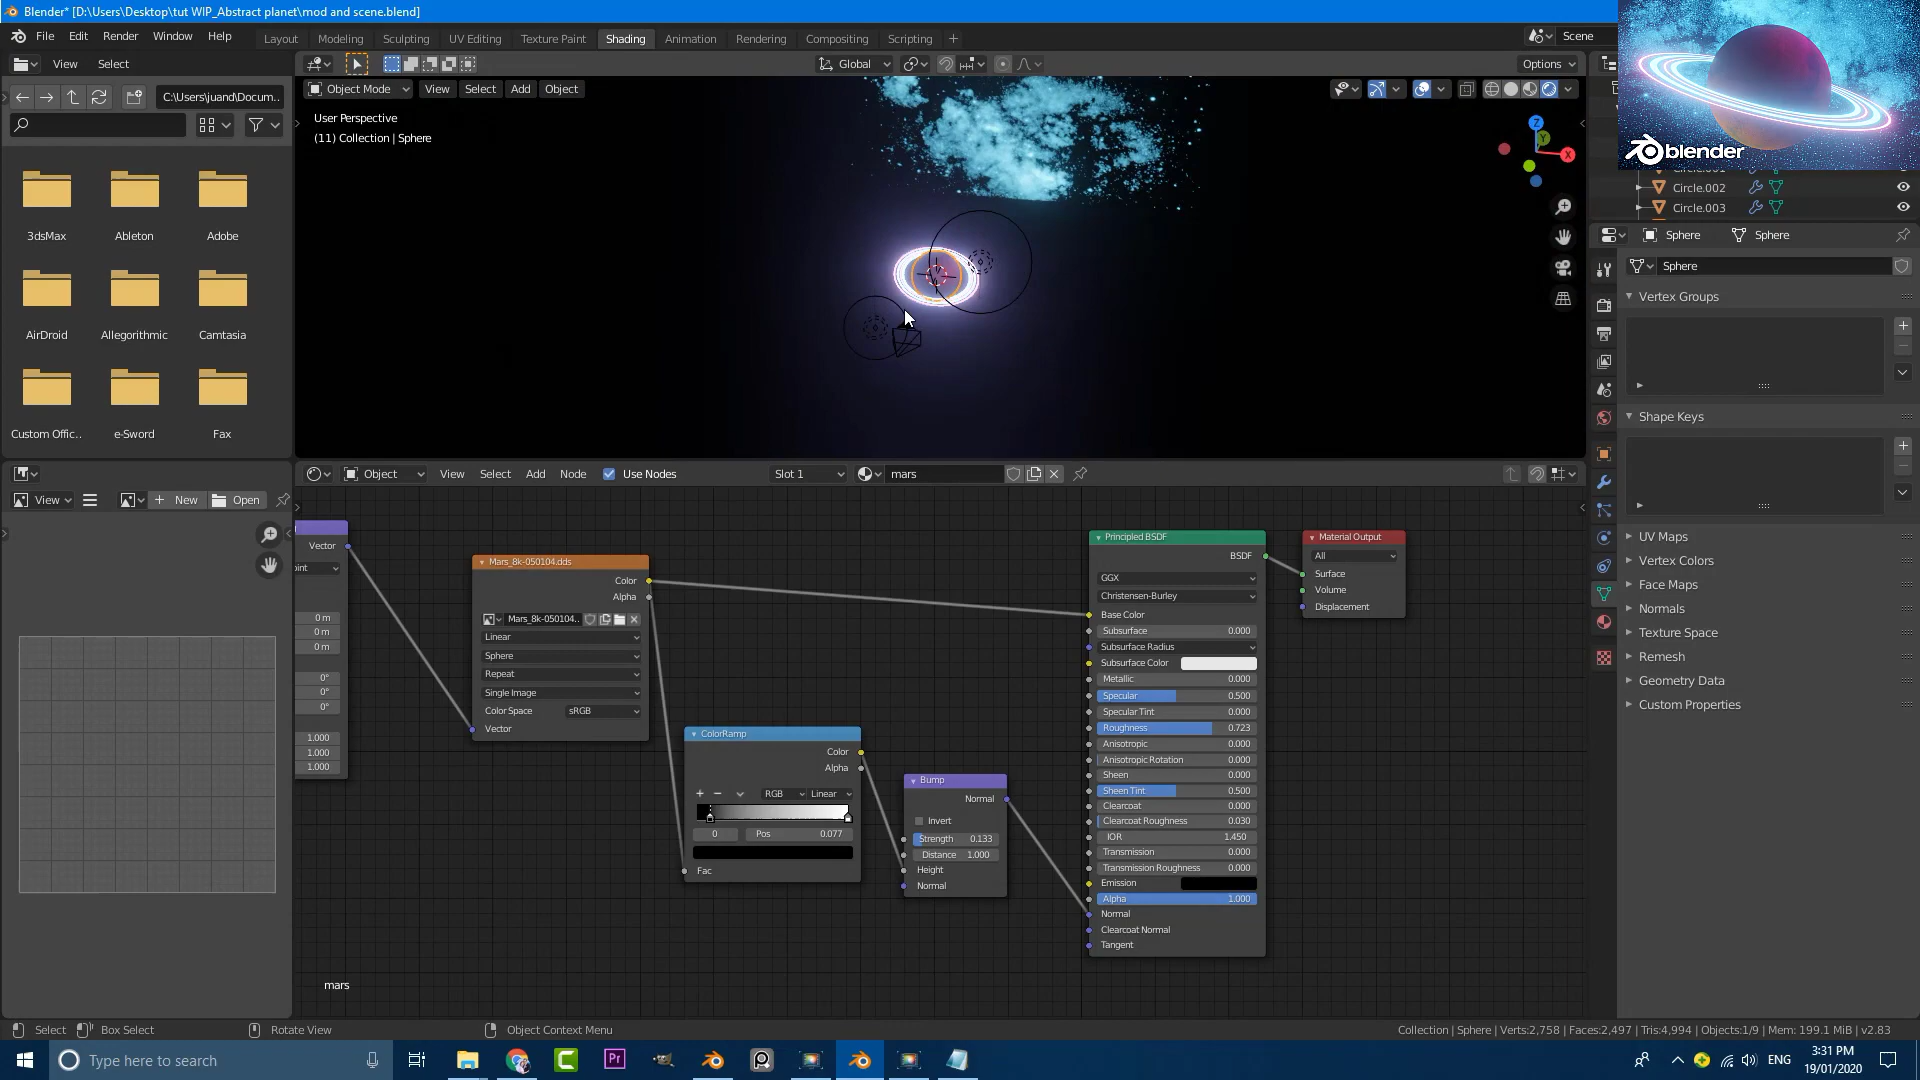 Blender* [D:\Users\Desktop\tut WIP_Abstract planet\mod and scene.blend]
File Edit Render Window Help
Layout Modeling Sculpting UV Editing Texture Paint Shading Animation Rendering Compositing Scripting
Scene
View Select
Global
Options
C:\Users\juand\Docum..
Object Mode View Select Add Object
User Perspective
(11) Collection | Sphere
Z
Y
X
blender
Circle.002
Circle.003
3dsMax Ableton Adobe
AirDroid Allegorithmic Camtasia
Custom Offic.. e-Sword Fax
Sphere Sphere
Sphere
Vertex Groups
Shape Keys
UV Maps
Vertex Colors
Face Maps
Normals
Texture Space
Remesh
Geometry Data
Custom Properties
View New Open
Object View Select Add Node Use Nodes Slot 1 mars
Vector
oint
0 m
0 m
0 m
0°
0°
0°
1.000
1.000
1.000
Mars_8k-050104.dds
Color
Alpha
Mars_8k-050104..
Linear
Sphere
Repeat
Single Image
Color Space sRGB
Vector
ColorRamp
Color
Alpha
RGB Linear
0 Pos 0.077
Fac
Bump
Normal
Invert
Strength 0.133
Distance 1.000
Height
Normal
Principled BSDF
BSDF
GGX
Christensen-Burley
Base Color
Subsurface 0.000
Subsurface Radius
Subsurface Color
Metallic 0.000
Specular 0.500
Specular Tint 0.000
Roughness 0.723
Anisotropic 0.000
Anisotropic Rotation 0.000
Sheen 0.000
Sheen Tint 0.500
Clearcoat 0.000
Clearcoat Roughness 0.030
IOR 1.450
Transmission 0.000
Transmission Roughness 0.000
Emission
Alpha 1.000
Normal
Clearcoat Normal
Tangent
Material Output
All
Surface
Volume
Displacement
mars
Select Box Select Rotate View Object Context Menu
Collection | Sphere | Verts:2,758 | Faces:2,497 | Tris:4,994 | Objects:1/9 | Mem: 199.1 MiB | v2.83
Type here to search
Pr
ENG
3:31 PM
19/01/2020